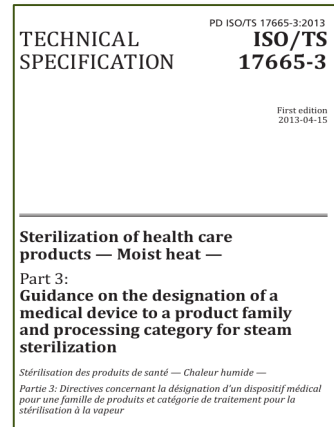 PD ISO/TS 17665-3:2013
TECHNICAL
SPECIFICATION
ISO/TS
17665-3
First edition
2013-04-15
Sterilization of health care
products — Moist heat —
Part 3:
Guidance on the designation of a
medical device to a product family
and processing category for steam
sterilization
Stérilisation des produits de santé — Chaleur humide —
Partie 3: Directives concernant la désignation d'un dispositif médical
pour une famille de produits et catégorie de traitement pour la
stérilisation à la vapeur